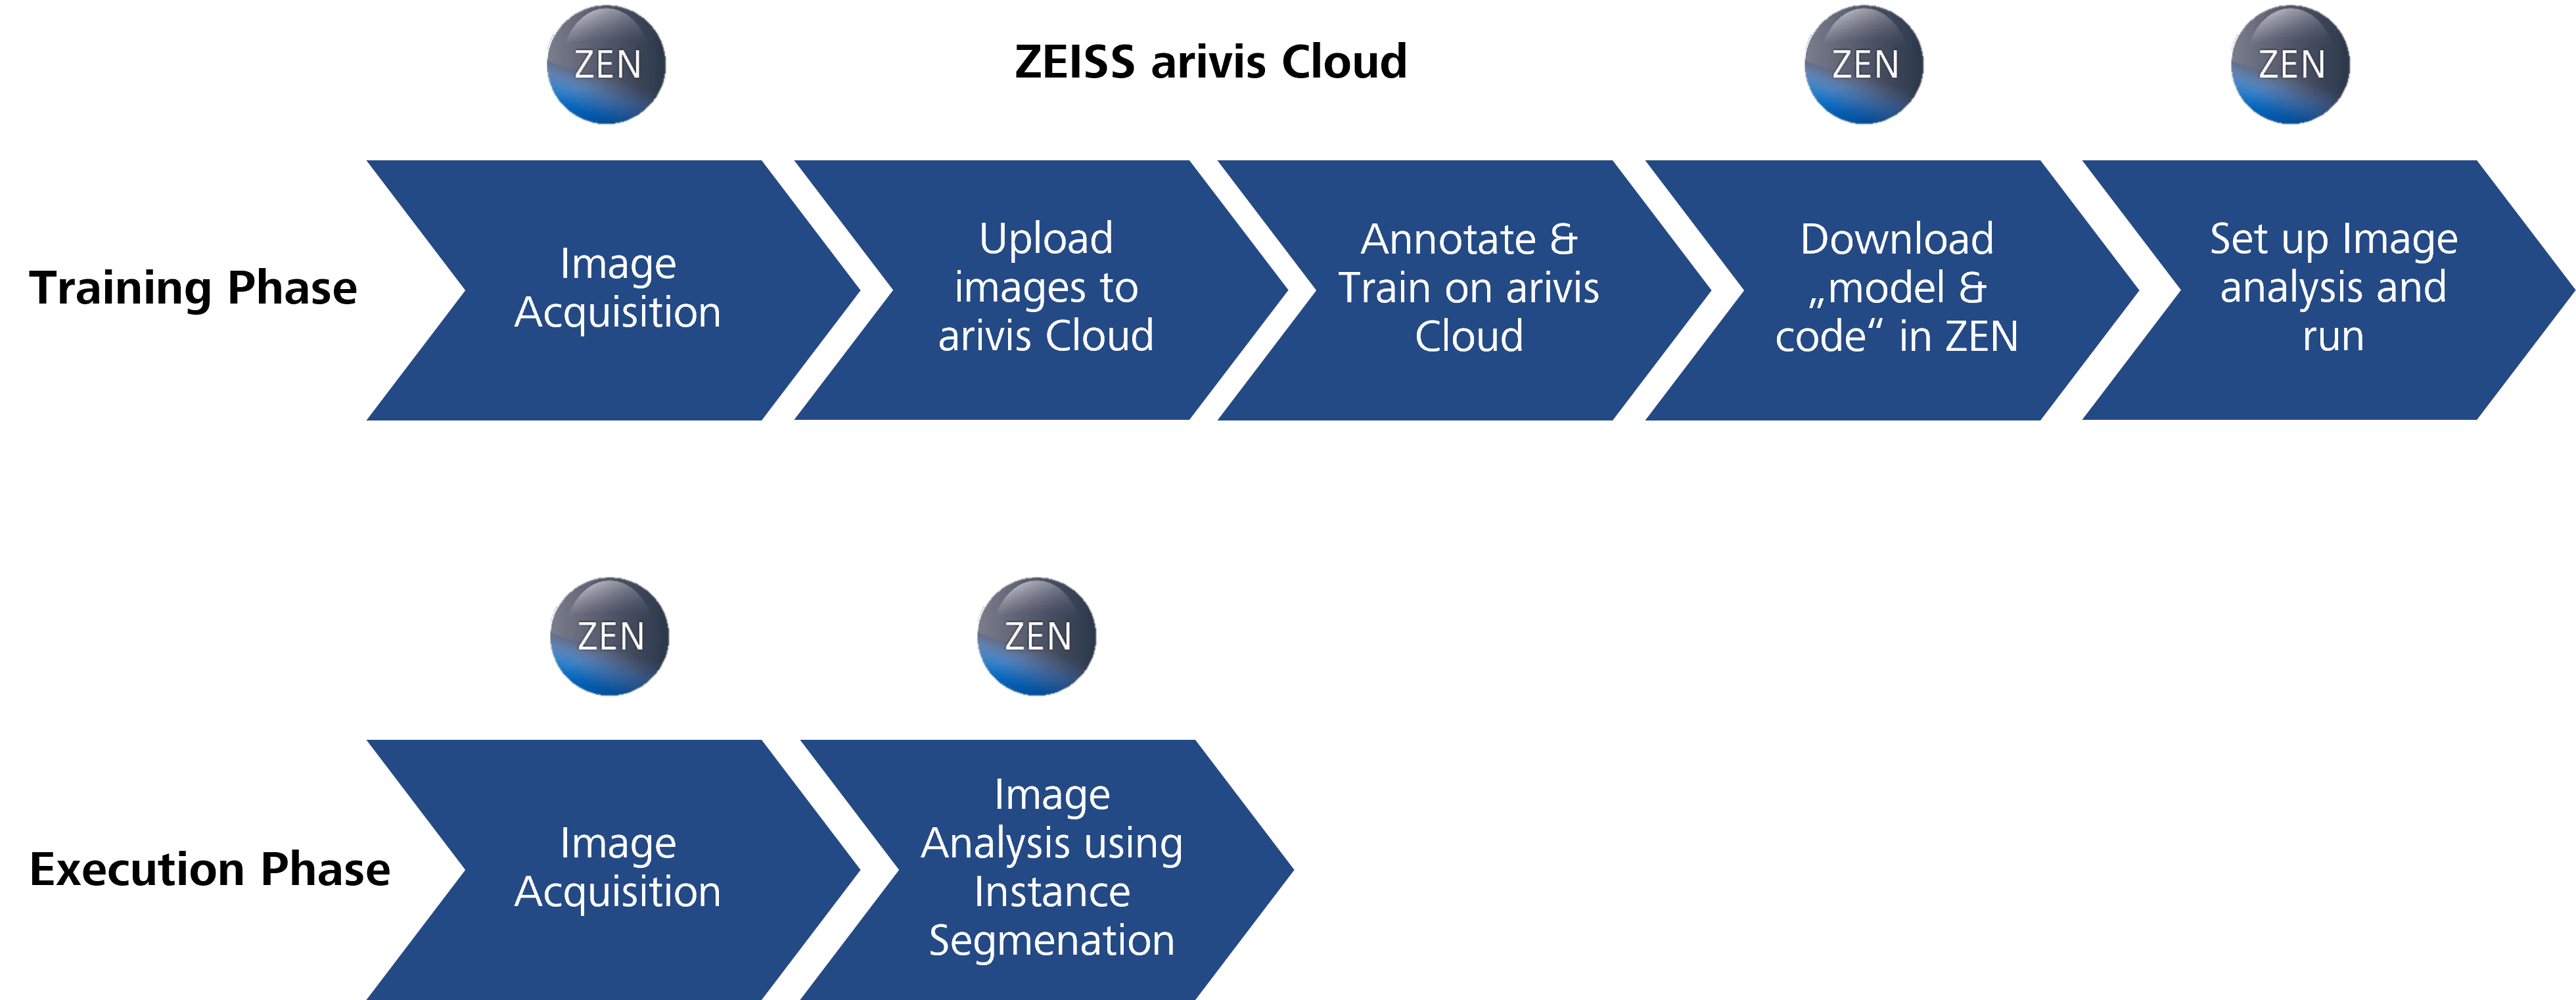 ZEN
ZEISS arivis Cloud
ZEN
ZEN
Training Phase
Image
Acquisition
Upload
images to
arivis Cloud
Annotate &
Train on arivis
Cloud
Download
„model &
code“ in ZEN
Set up Image
analysis and
run
ZEN
ZEN
Execution Phase
Image
Acquisition
Image
Analysis using
Instance
Segmenation